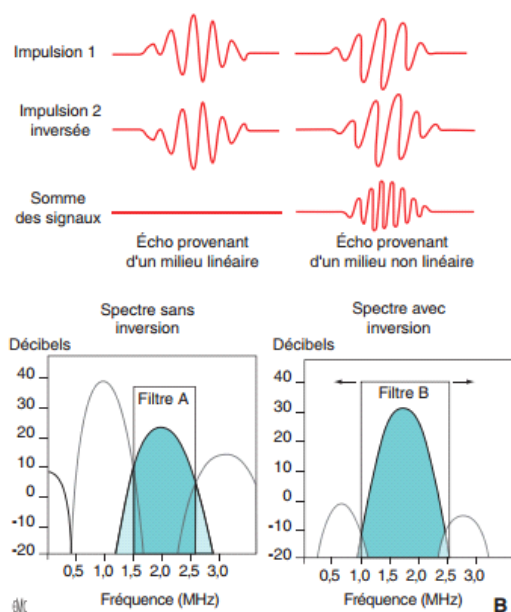 Impulsion 1
Impulsion 2
inversée
Somme
des signaux
Écho provenant
d'un milieu linéaire
Écho provenant
d'un milieu non linéaire
Spectre sans
inversion
Décibels
Filtre A
40
30
20
10
0
-10
-20
0,5 1,0 1,5 2,0 2,5 3,0
Fréquence (MHz)
Spectre avec
inversion
Décibels
Filtre B
40
30
20
10
0
-10
-20
0,5 1,0 1,5 2,0 2,5 3,0
Fréquence (MHz)
EMC
B